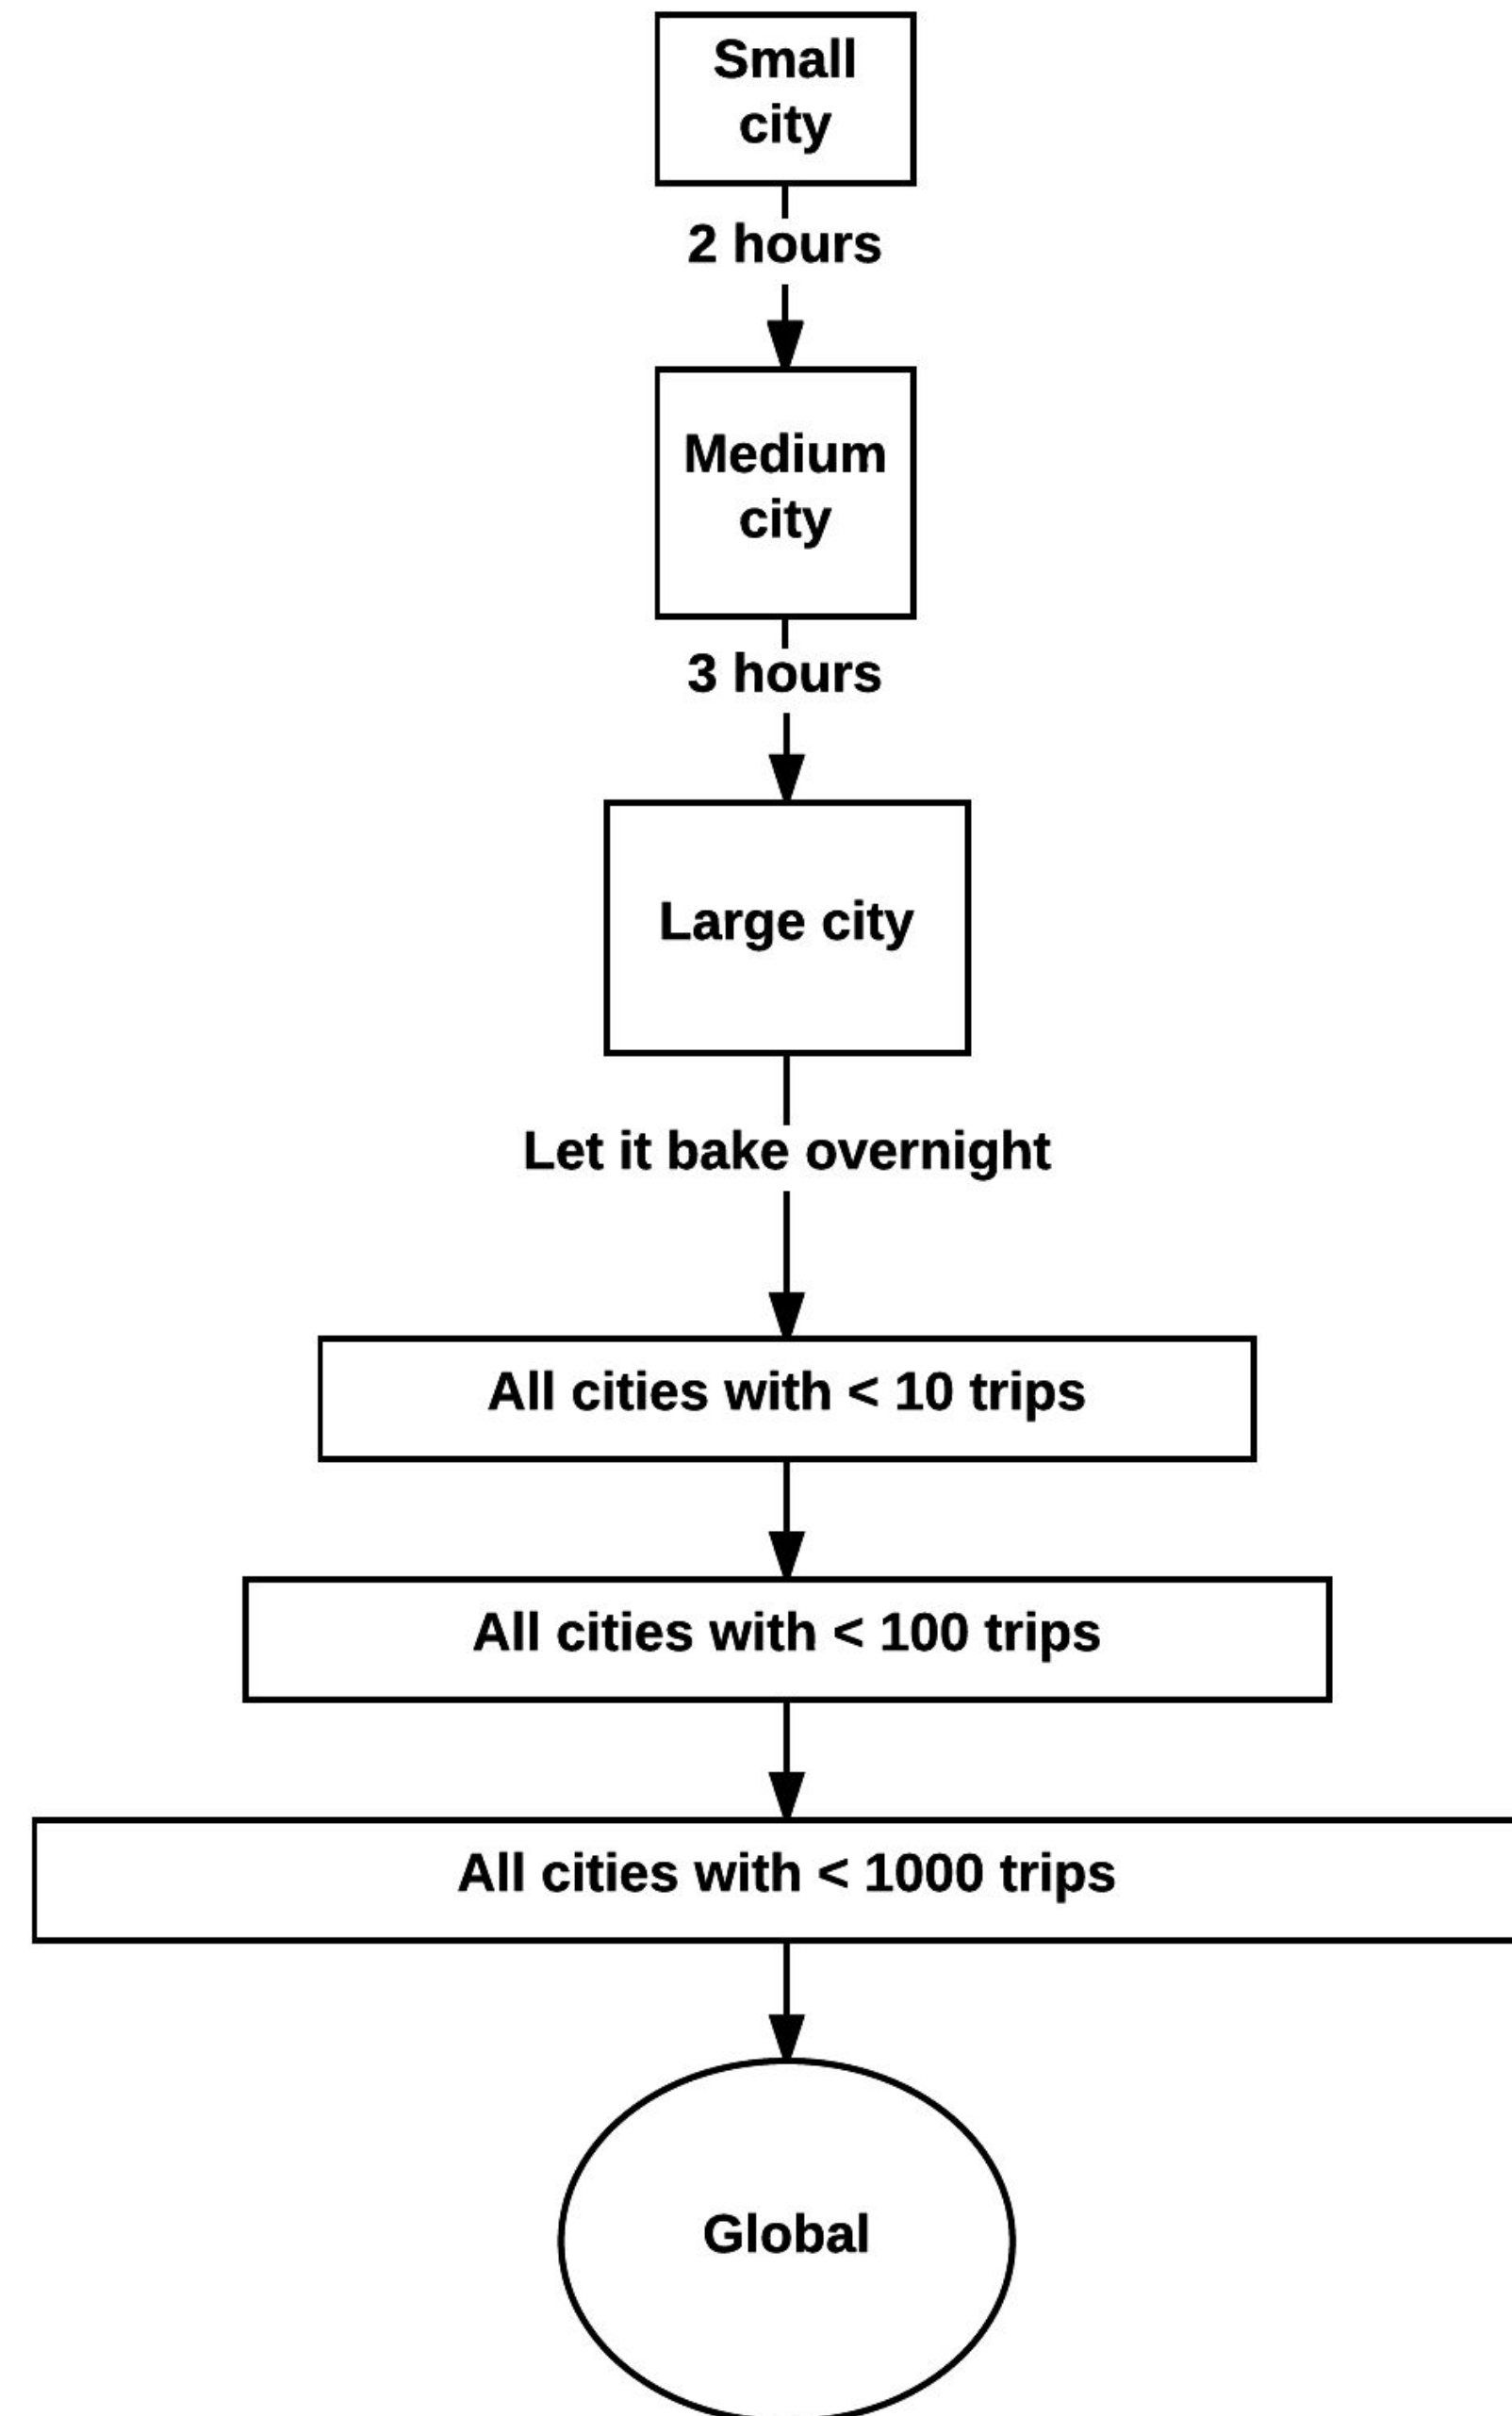 Small
city
2 hours
Medium
city
3 hours
Large city
Let it bake overnight
All cities with < 10 trips
All cities with < 100 trips
All cities with < 1000 trips
Global